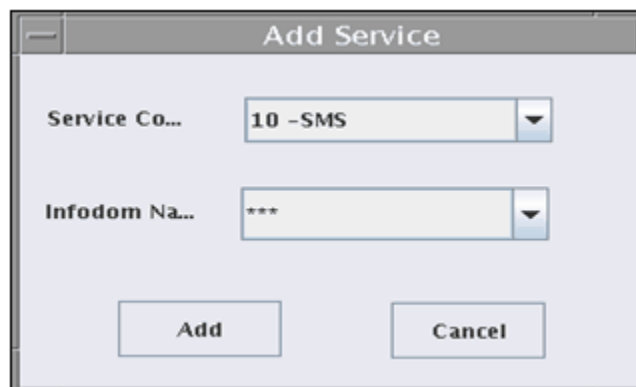 Add Service
Service Co... 10 -SMS
Infodom Na... ***
Add Cancel